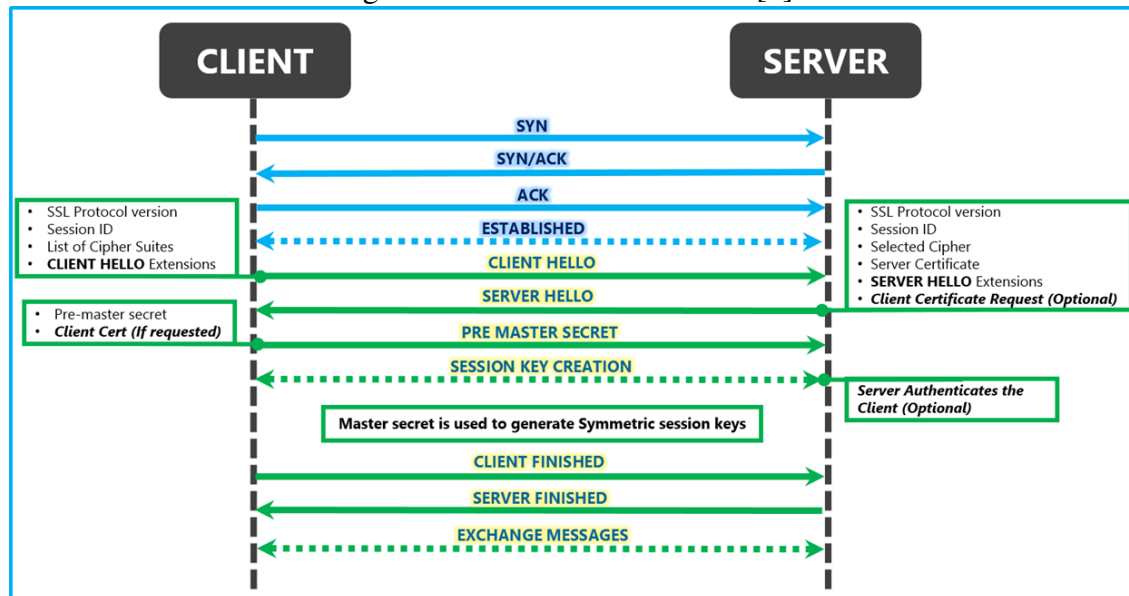 CLIENT
SERVER
SYN
SYN/ACK
ACK
ESTABLISHED
• SSL Protocol version
• Session ID
• List of Cipher Suites
• CLIENT HELLO Extensions
• SSL Protocol version
• Session ID
• Selected Cipher
• Server Certificate
• SERVER HELLO Extensions
• Client Certificate Request (Optional)
CLIENT HELLO
SERVER HELLO
• Pre-master secret
• Client Cert (If requested)
PRE MASTER SECRET
SESSION KEY CREATION
Server Authenticates the
Client (Optional)
Master secret is used to generate Symmetric session keys
CLIENT FINISHED
SERVER FINISHED
EXCHANGE MESSAGES